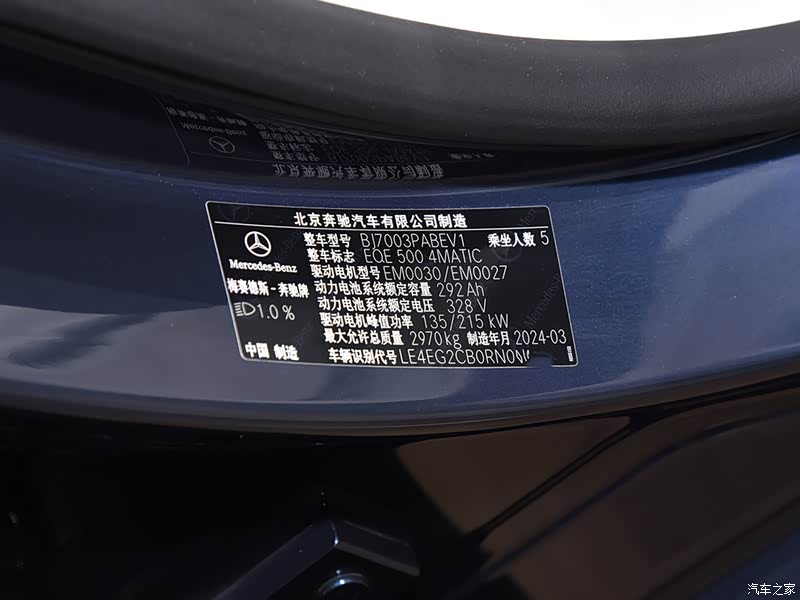 北京奔驰汽车有限公司制造
整车型号 BJ7003PABEV1 乘坐人数 5
整车标志 EQE 500 4MATIC
Mercedes-Benz
驱动电机型号 EM0030/EM0027
梅赛德斯-奔驰牌
动力电池系统额定容量 292 Ah
动力电池系统额定电压 328 V
1.0 %
驱动电机峰值功率 135/215 kW
最大允许总质量 2970 kg 制造年月 2024-03
中国 制造
车辆识别代号 LE4EG2CB0RN0N
汽车之家